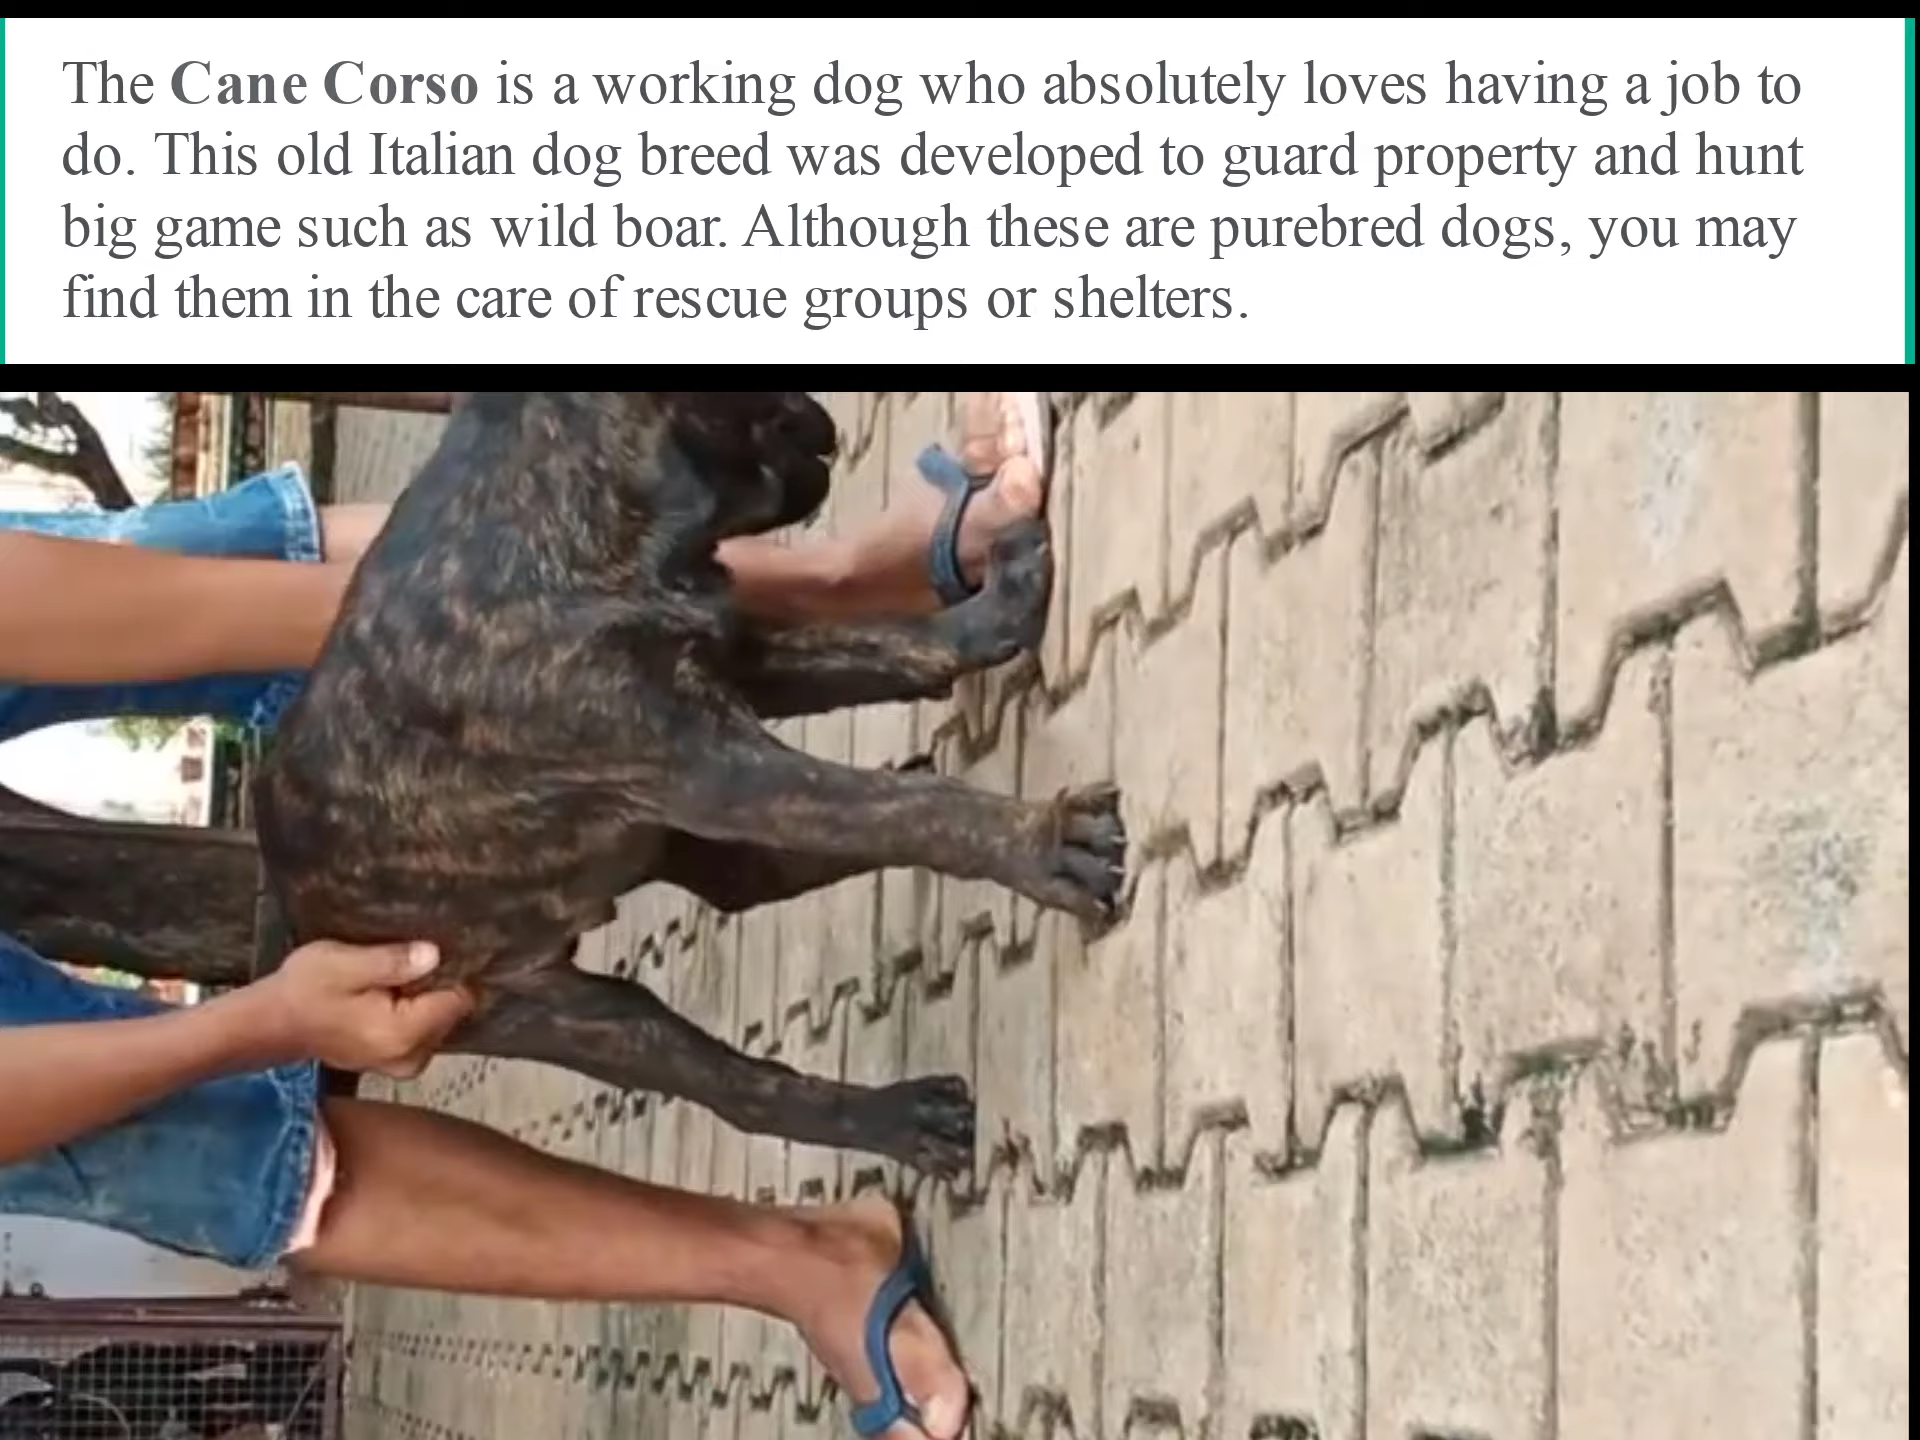 The Cane Corso is a working dog who absolutely loves having a job to
do. This old Italian dog breed was developed to guard property and hunt
big game such as wild boar. Although these are purebred dogs, you may
find them in the care of rescue groups or shelters.